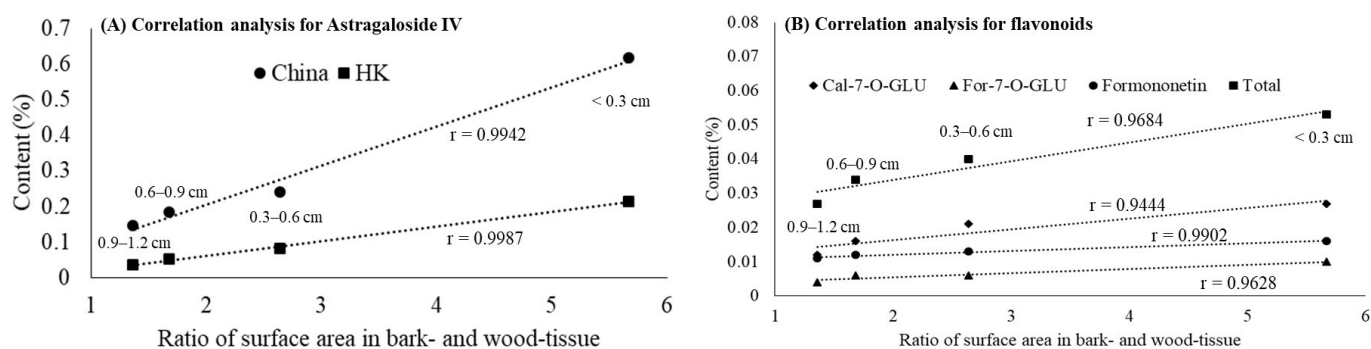 (A) Correlation analysis for Astragaloside IV
China HK
Content (%)
0.7
0.6
0.5
0.4
0.3
0.2
0.1
0
0.9–1.2 cm
0.6–0.9 cm
0.3–0.6 cm
< 0.3 cm
r = 0.9942
r = 0.9987
1 2 3 4 5 6
Ratio of surface area in bark- and wood-tissue
(B) Correlation analysis for flavonoids
Cal-7-O-GLU For-7-O-GLU Formononetin Total
Content (%)
0.08
0.07
0.06
0.05
0.04
0.03
0.02
0.01
0
0.9–1.2 cm
0.6–0.9 cm
0.3–0.6 cm
< 0.3 cm
r = 0.9684
r = 0.9444
r = 0.9902
r = 0.9628
1 2 3 4 5 6
Ratio of surface area in bark- and wood-tissue